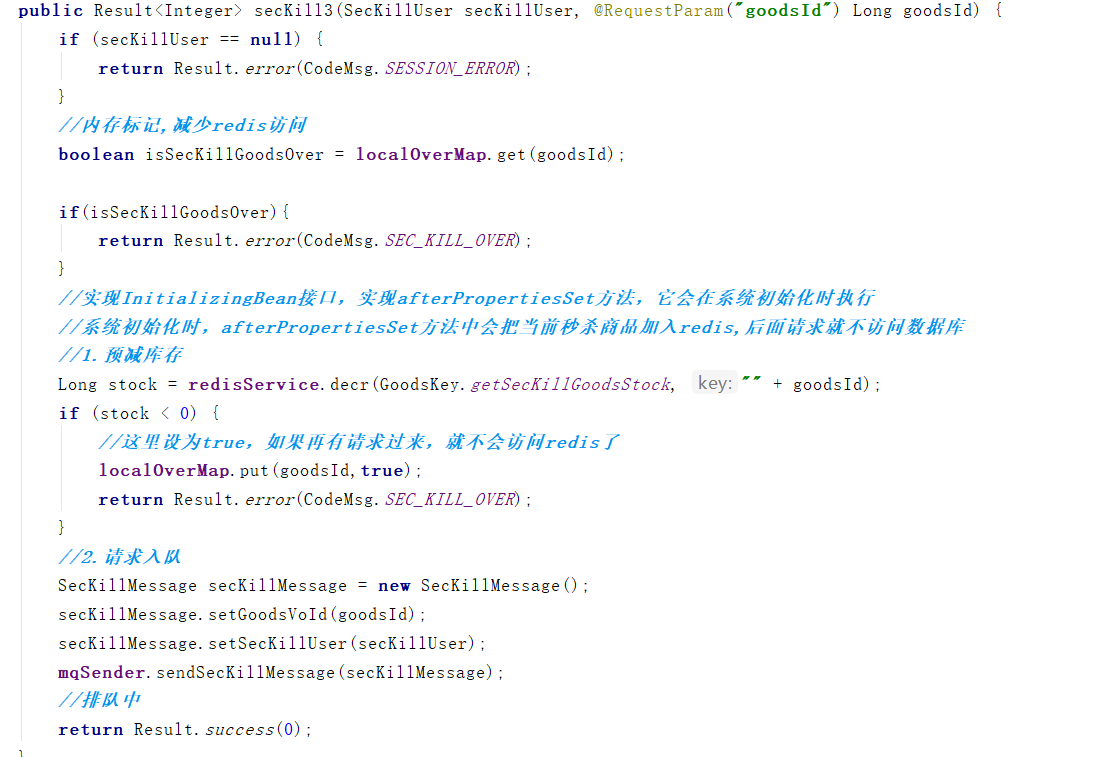 public Result<Integer> secKill3(SecKillUser secKillUser, @RequestParam("goodsId") Long goodsId) {
if (secKillUser == null) {
return Result.error(CodeMsg.SESSION_ERROR);
}
//内存标记,减少redis访问
boolean isSecKillGoodsOver = localOverMap.get(goodsId);
if(isSecKillGoodsOver){
return Result.error(CodeMsg.SEC_KILL_OVER);
}
//实现InitializingBean接口，实现afterPropertiesSet方法，它会在系统初始化时执行
//系统初始化时，afterPropertiesSet方法中会把当前秒杀商品加入redis,后面请求就不访问数据库
//1.预减库存
Long stock = redisService.decr(GoodsKey.getSecKillGoodsStock, key: "" + goodsId);
if (stock < 0) {
//这里设为true，如果再有请求过来，就不会访问redis了
localOverMap.put(goodsId,true);
return Result.error(CodeMsg.SEC_KILL_OVER);
}
//2.请求入队
SecKillMessage secKillMessage = new SecKillMessage();
secKillMessage.setGoodsVoId(goodsId);
secKillMessage.setSecKillUser(secKillUser);
mqSender.sendSecKillMessage(secKillMessage);
//排队中
return Result.success(0);
}